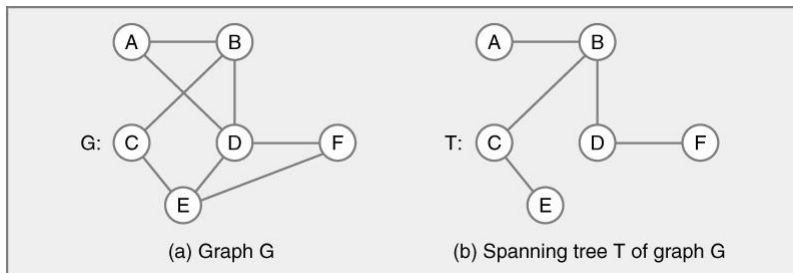 A B A B
G: C D F T: C D F
E E
(a) Graph G (b) Spanning tree T of graph G